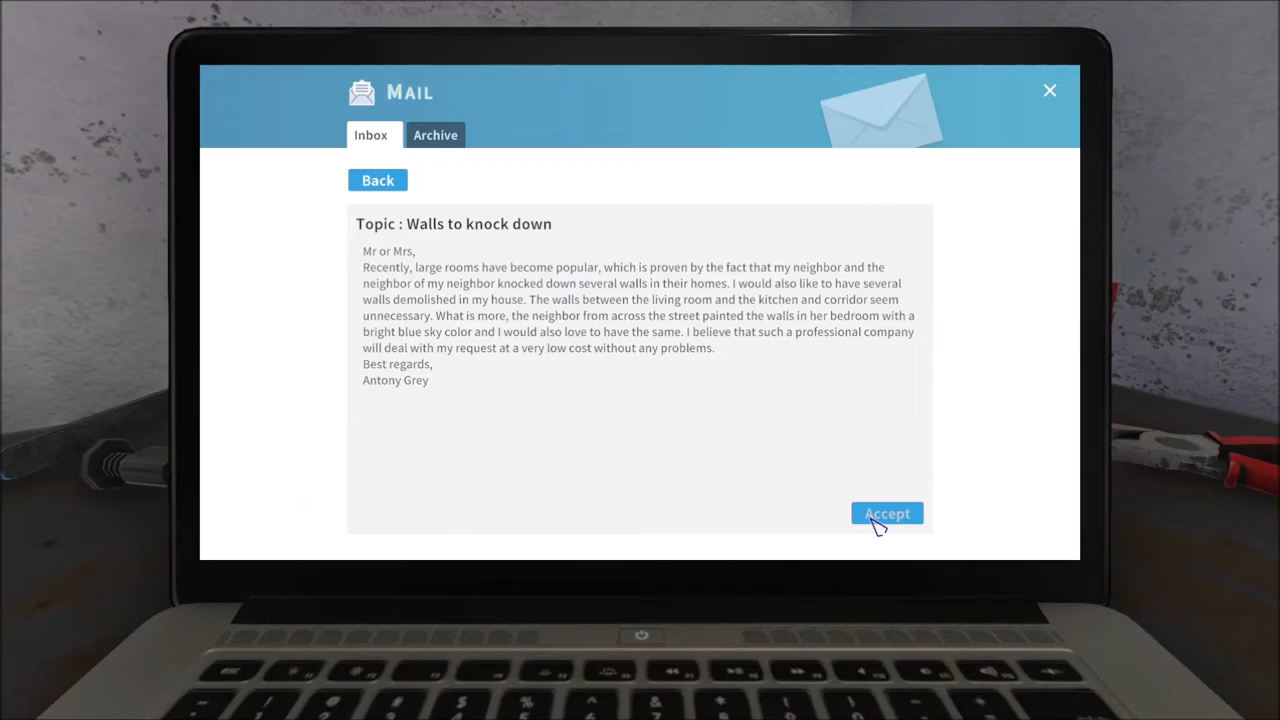 MAIL
Inbox
Archive
Back
Topic : Walls to knock down
Mr or Mrs,
Recently, large rooms have become popular, which is proven by the fact that my neighbor and the
neighbor of my neighbor knocked down several walls in their homes. I would also like to have several
walls demolished in my house. The walls between the living room and the kitchen and corridor seem
unnecessary. What is more, the neighbor from across the street painted the walls in her bedroom with a
bright blue sky color and I would also love to have the same. I believe that such a professional company
will deal with my request at a very low cost without any problems.
Best regards,
Antony Grey
Accept
esc